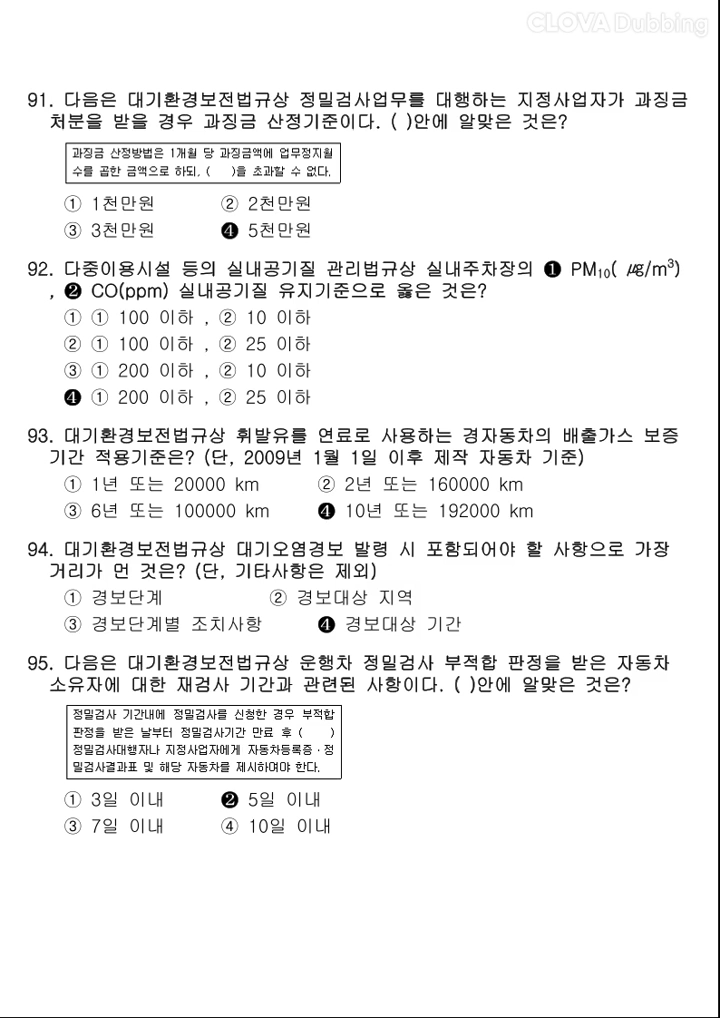 CLOVA Dubbing
91. 다음은 대기환경보전법규상 정밀검사업무를 대행하는 지정사업자가 과징금
처분을 받을 경우 과징금 산정기준이다. ( )안에 알맞은 것은?
과징금 산정방법은 1개월 당 과징금액에 업무정지월
수를 곱한 금액으로 하되, ( )을 초과할 수 없다.
① 1천만원 ② 2천만원
③ 3천만원 ❹ 5천만원
92. 다중이용시설 등의 실내공기질 관리법규상 실내주차장의 ❶ PM₁₀( ㎍/m³)
, ❷ CO(ppm) 실내공기질 유지기준으로 옳은 것은?
① ① 100 이하 , ② 10 이하
② ① 100 이하 , ② 25 이하
③ ① 200 이하 , ② 10 이하
❹ ① 200 이하 , ② 25 이하
93. 대기환경보전법규상 휘발유를 연료로 사용하는 경자동차의 배출가스 보증
기간 적용기준은? (단, 2009년 1월 1일 이후 제작 자동차 기준)
① 1년 또는 20000 km ② 2년 또는 160000 km
③ 6년 또는 100000 km ❹ 10년 또는 192000 km
94. 대기환경보전법규상 대기오염경보 발령 시 포함되어야 할 사항으로 가장
거리가 먼 것은? (단, 기타사항은 제외)
① 경보단계 ② 경보대상 지역
③ 경보단계별 조치사항 ❹ 경보대상 기간
95. 다음은 대기환경보전법규상 운행차 정밀검사 부적합 판정을 받은 자동차
소유자에 대한 재검사 기간과 관련된 사항이다. ( )안에 알맞은 것은?
정밀검사 기간내에 정밀검사를 신청한 경우 부적합
판정을 받은 날부터 정밀검사기간 만료 후 ( )
정밀검사대행자나 지정사업자에게 자동차등록증·정
밀검사결과표 및 해당 자동차를 제시하여야 한다.
① 3일 이내 ❷ 5일 이내
③ 7일 이내 ④ 10일 이내